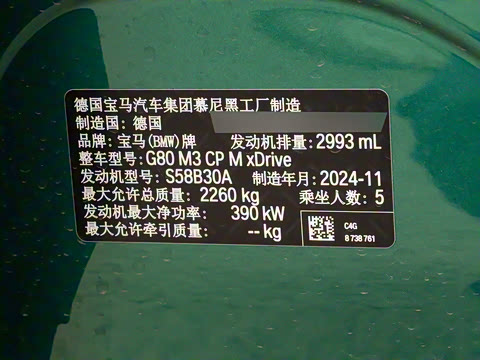 德国宝马汽车集团慕尼黑工厂制造
制造国: 德国
品牌: 宝马(BMW)牌 发动机排量: 2993 mL
整车型号: G80 M3 CP M xDrive
发动机型号: S58B30A 制造年月: 2024-11
最大允许总质量: 2260 kg 乘坐人数: 5
发动机最大净功率: 390 kW
最大允许牵引质量: -- kg
C4G
8 738 761